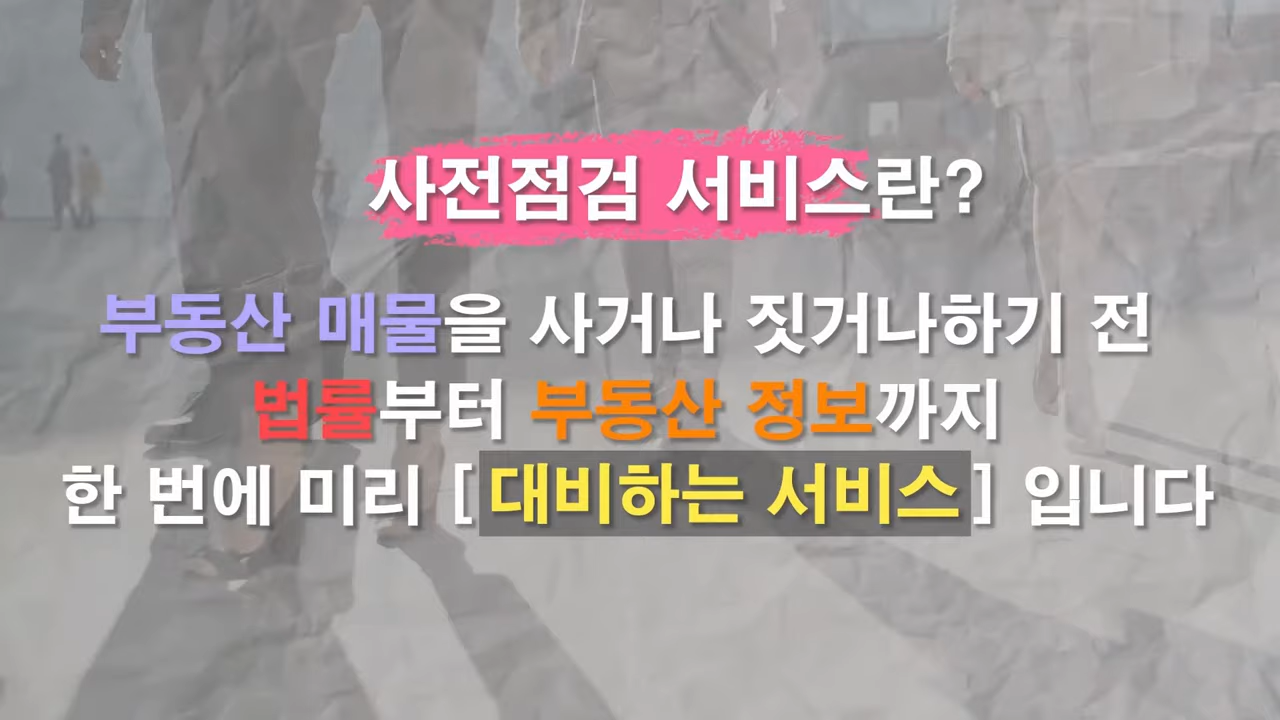 사전점검 서비스란?
부동산 매물을 사거나 짓거나하기 전
법률부터 부동산 정보까지
한 번에 미리 [대비하는 서비스] 입니다